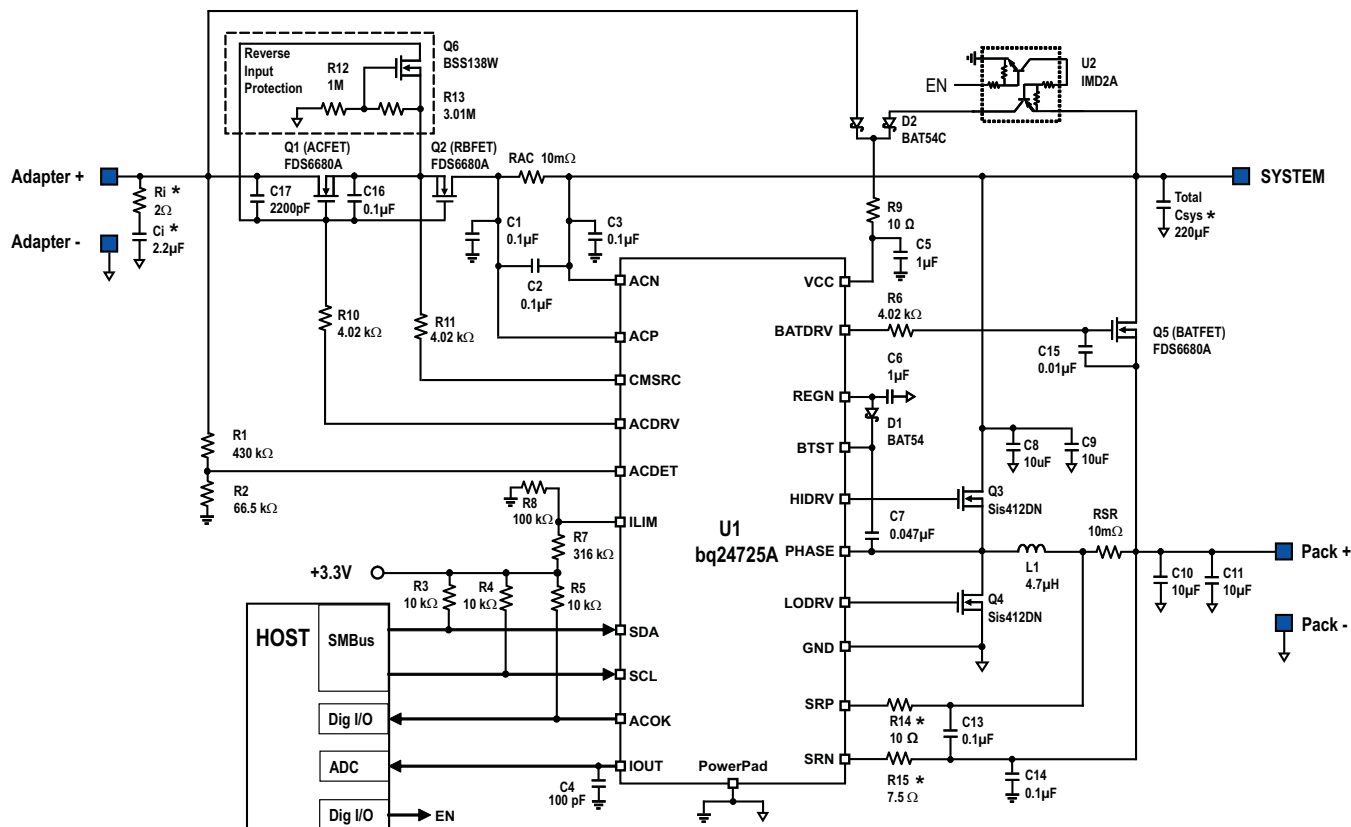 Reverse
Input
Protection
R12
1M
Q6
BSS138W
R13
3.01M
U2
IMD2A
EN
D2
BAT54C
Q1 (ACFET)
FDS6680A
Q2 (RBFET)
FDS6680A
RAC 10mΩ
Adapter +
SYSTEM
Ri *
2Ω
Ci *
2.2µF
Adapter -
C17
2200pF
C16
0.1µF
C1
0.1µF
C3
0.1µF
C2
0.1µF
R9
10 Ω
C5
1µF
Total
Csys *
220µF
R10
4.02 kΩ
R11
4.02 kΩ
ACN
ACP
CMSRC
ACDRV
ACDET
ILIM
SDA
SCL
ACOK
IOUT
U1
bq24725A
PowerPad
VCC
BATDRV
REGN
BTST
HIDRV
PHASE
LODRV
GND
SRP
SRN
R6
4.02 kΩ
C6
1µF
D1
BAT54
C15
0.01µF
Q5 (BATFET)
FDS6680A
C8
10uF
C9
10uF
Q3
Sis412DN
C7
0.047µF
L1
4.7µH
RSR
10mΩ
Pack +
C10
10µF
C11
10µF
Q4
Sis412DN
Pack -
R14 *
10 Ω
C13
0.1µF
R15 *
7.5 Ω
C14
0.1µF
R1
430 kΩ
R2
66.5 kΩ
R8
100 kΩ
R7
316 kΩ
+3.3V
R3
10 kΩ
R4
10 kΩ
R5
10 kΩ
HOST
SMBus
Dig I/O
ADC
Dig I/O
EN
C4
100 pF